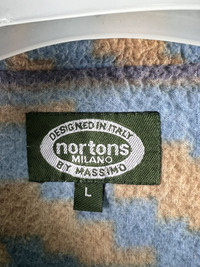 DESIGNED IN ITALY
nortons
MILANO
BY MASSIMO
L